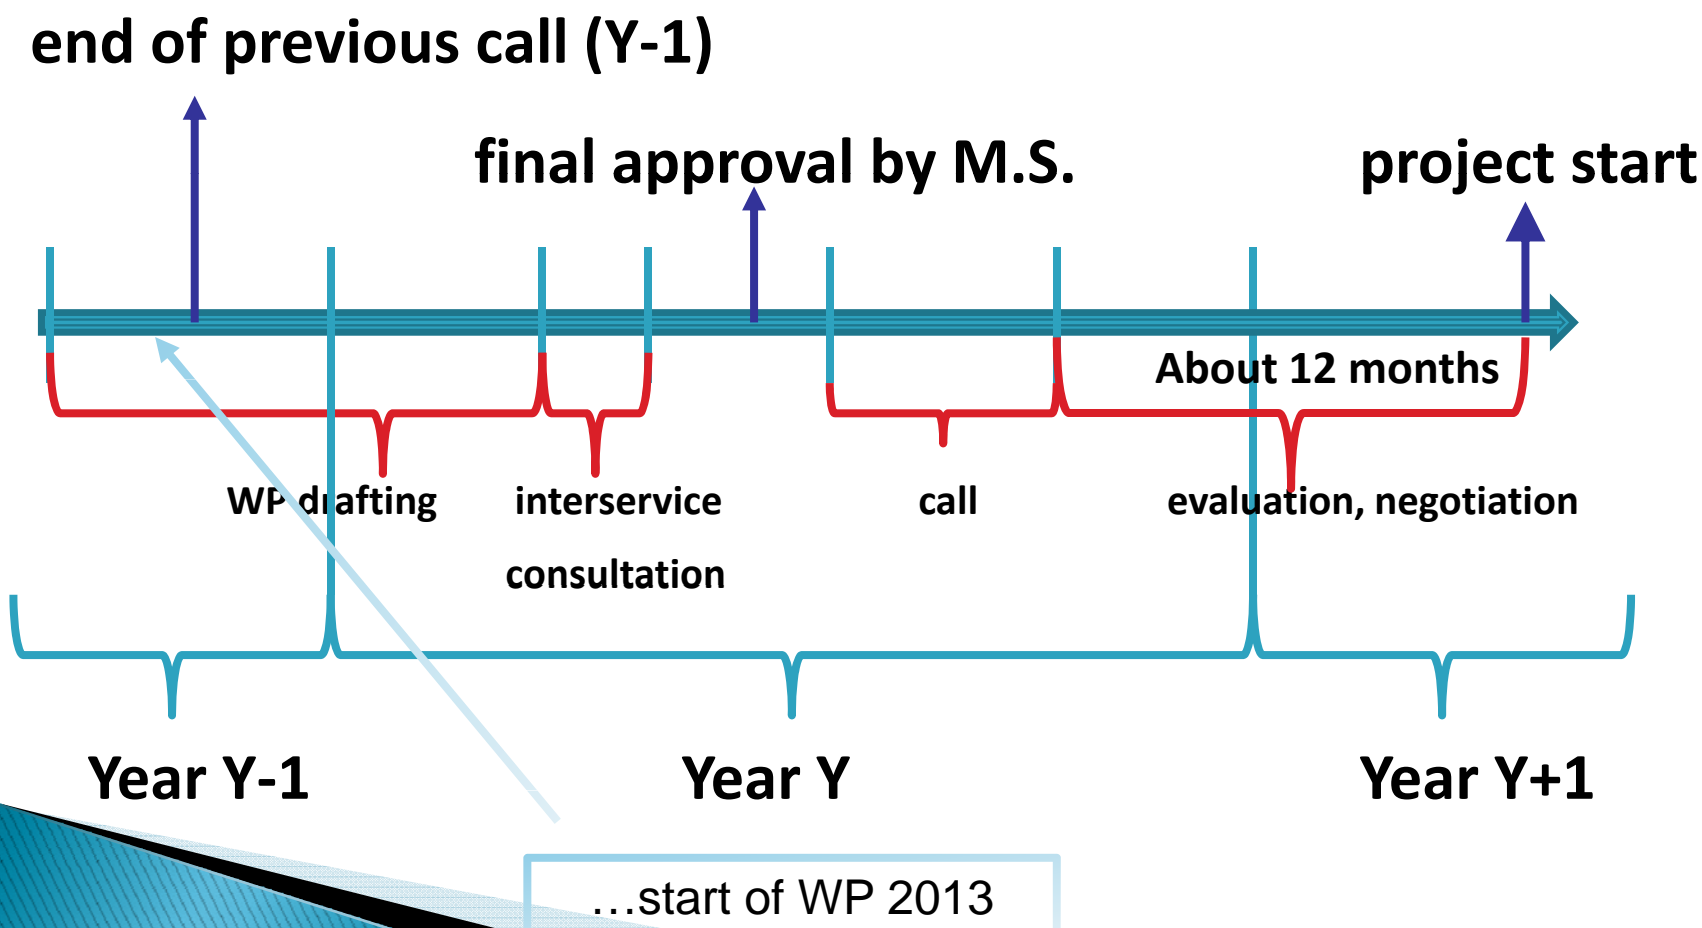 end of previous call (Y-1)
final approval by M.S.
project start
About 12 months
WP drafting
interservice
consultation
call
evaluation, negotiation
Year Y-1
Year Y
Year Y+1
…start of WP 2013